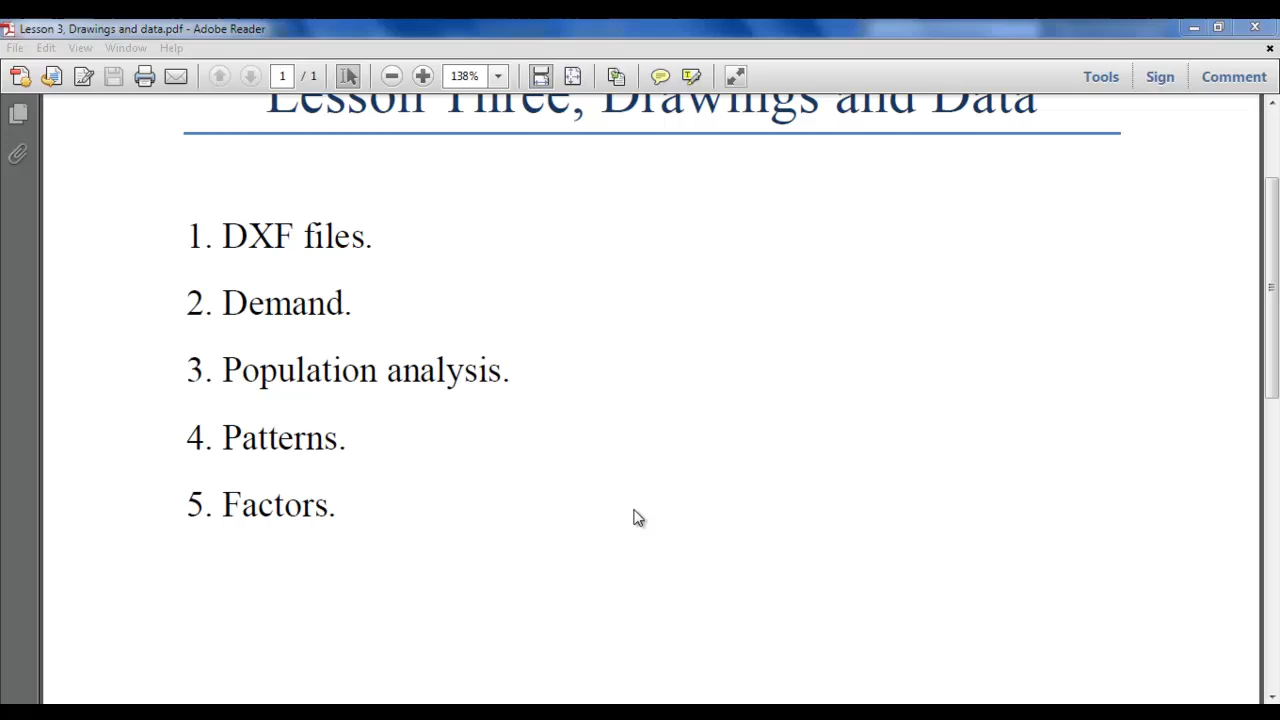 Lesson 3, Drawings and data.pdf - Adobe Reader
File Edit View Window Help
1 / 1 138% Tools Sign Comment
Lesson Three, Drawings and Data
1. DXF files.
2. Demand.
3. Population analysis.
4. Patterns.
5. Factors.